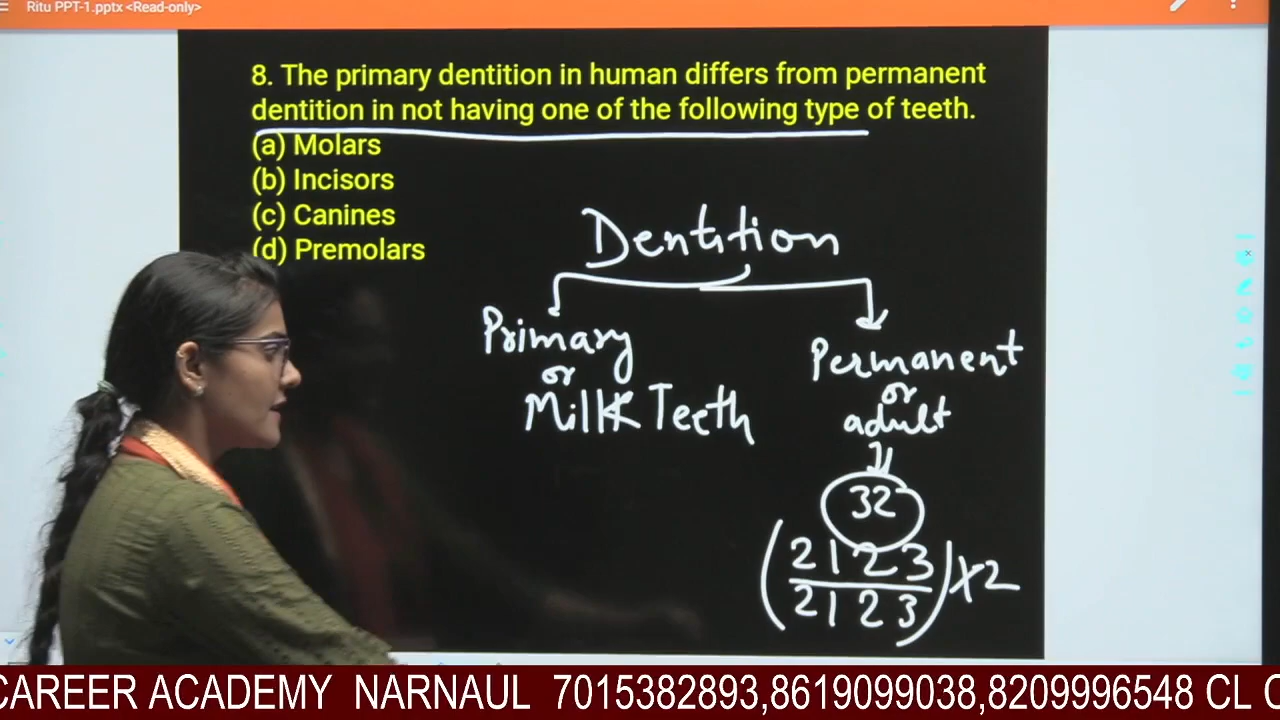 Ritu PPT-1.pptx <Read-only>
8. The primary dentition in human differs from permanent
dentition in not having one of the following type of teeth.
(a) Molars
(b) Incisors
(c) Canines
(d) Premolars
Dentition
Primary
or
Milk Teeth
Permanent
or
adult
32
(2 1 2 3
2 1 2 3) x 2
CAREER ACADEMY NARNAUL 7015382893,8619099038,8209996548 CL C